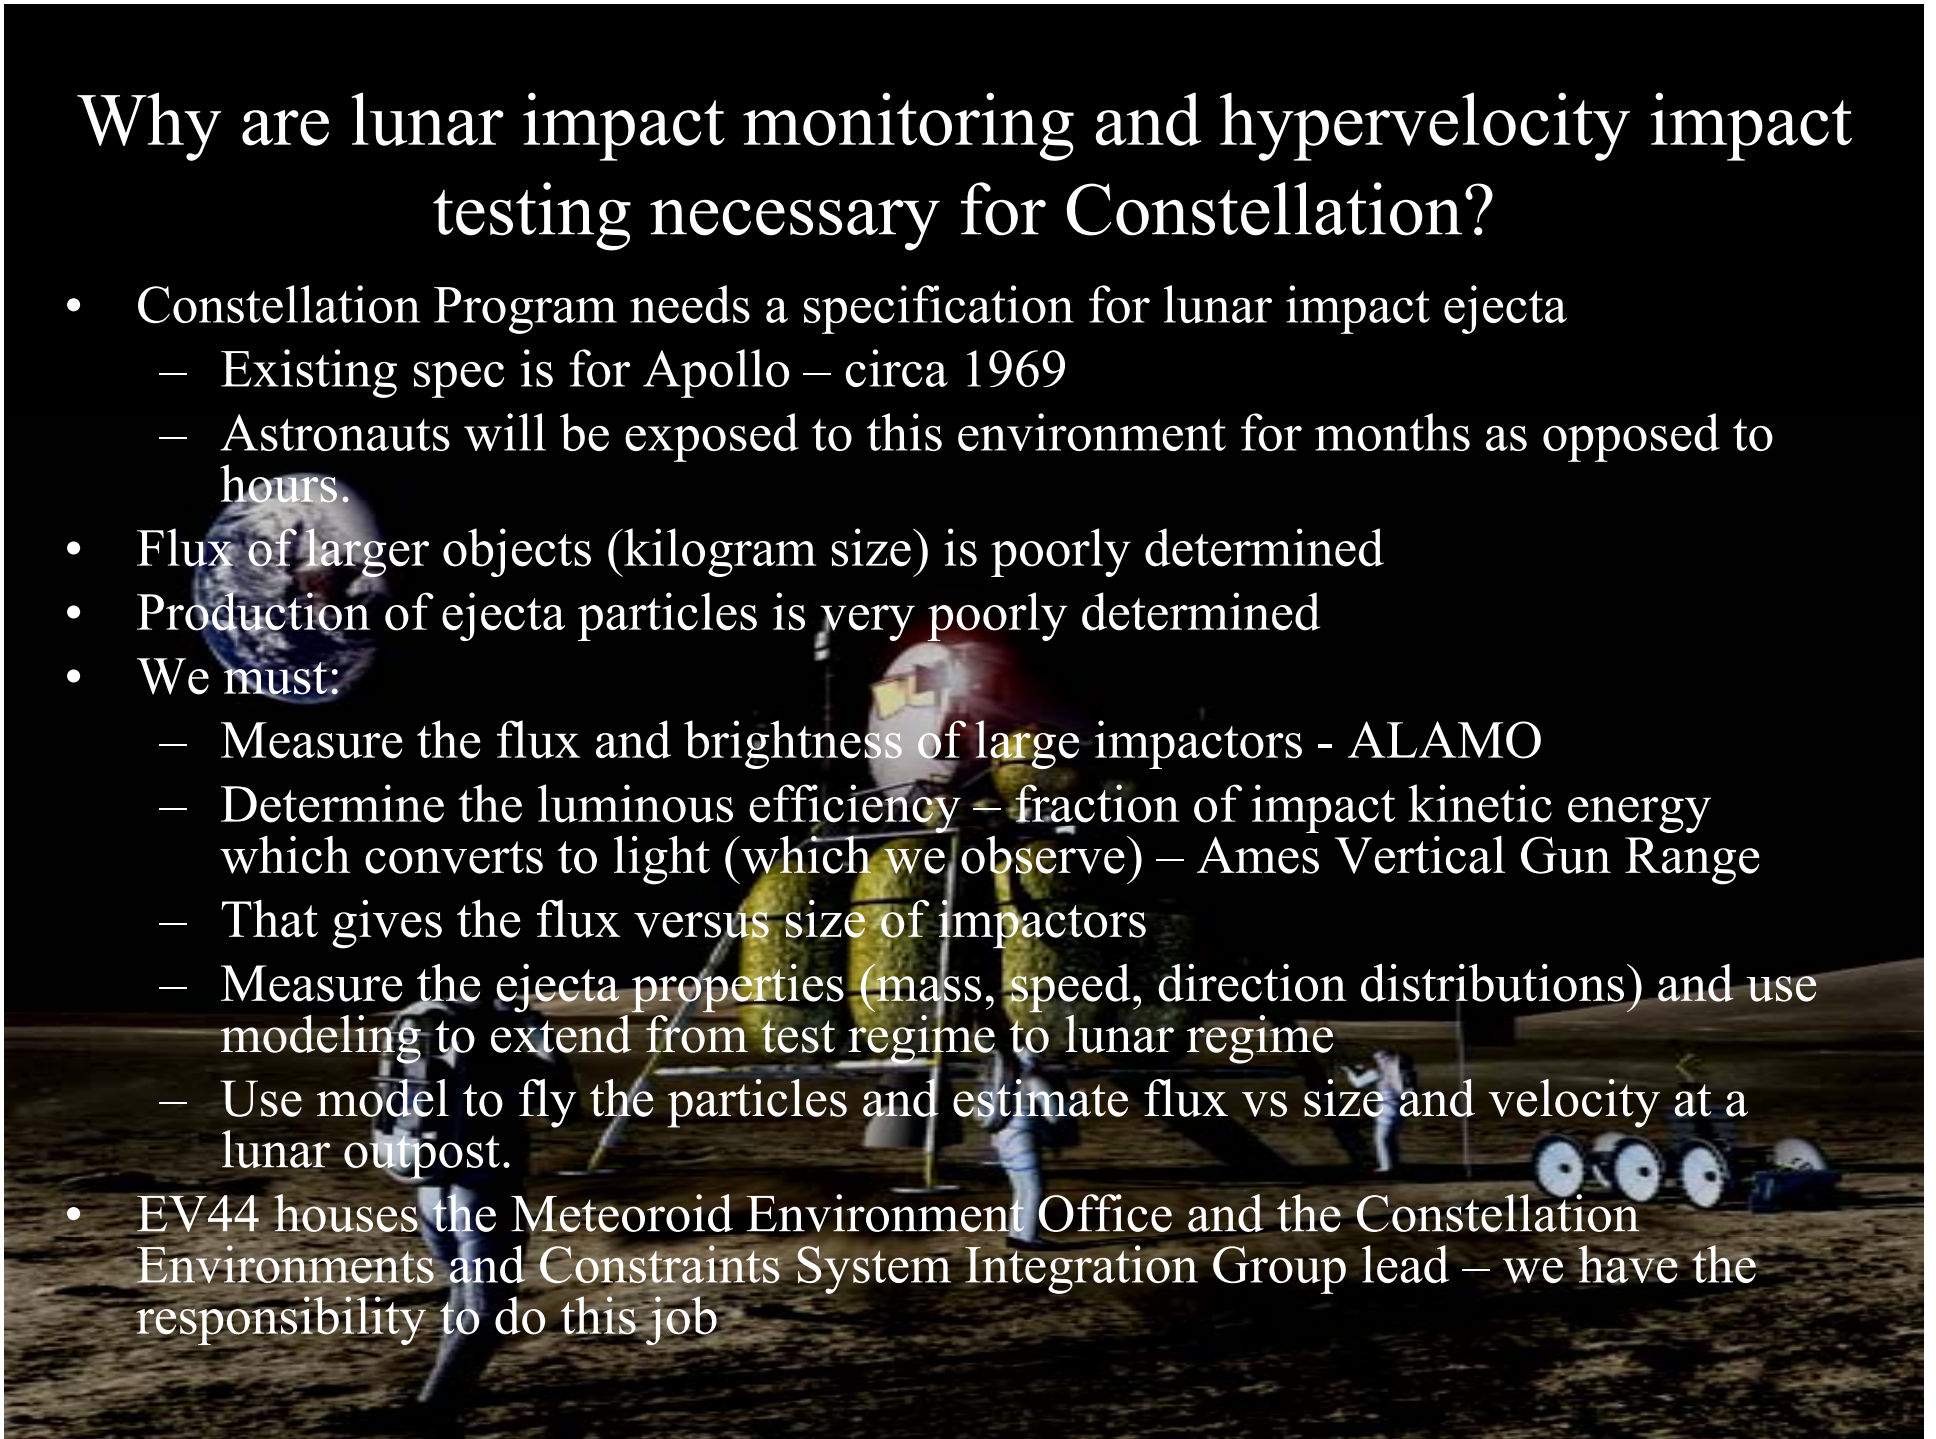 Why are lunar impact monitoring and hypervelocity impact
testing necessary for Constellation?
• Constellation Program needs a specification for lunar impact ejecta
– Existing spec is for Apollo – circa 1969
– Astronauts will be exposed to this environment for months as opposed to
hours.
• Flux of larger objects (kilogram size) is poorly determined
• Production of ejecta particles is very poorly determined
• We must:
– Measure the flux and brightness of large impactors - ALAMO
– Determine the luminous efficiency – fraction of impact kinetic energy
which converts to light (which we observe) – Ames Vertical Gun Range
– That gives the flux versus size of impactors
– Measure the ejecta properties (mass, speed, direction distributions) and use
modeling to extend from test regime to lunar regime
– Use model to fly the particles and estimate flux vs size and velocity at a
lunar outpost.
• EV44 houses the Meteoroid Environment Office and the Constellation
Environments and Constraints System Integration Group lead – we have the
responsibility to do this job